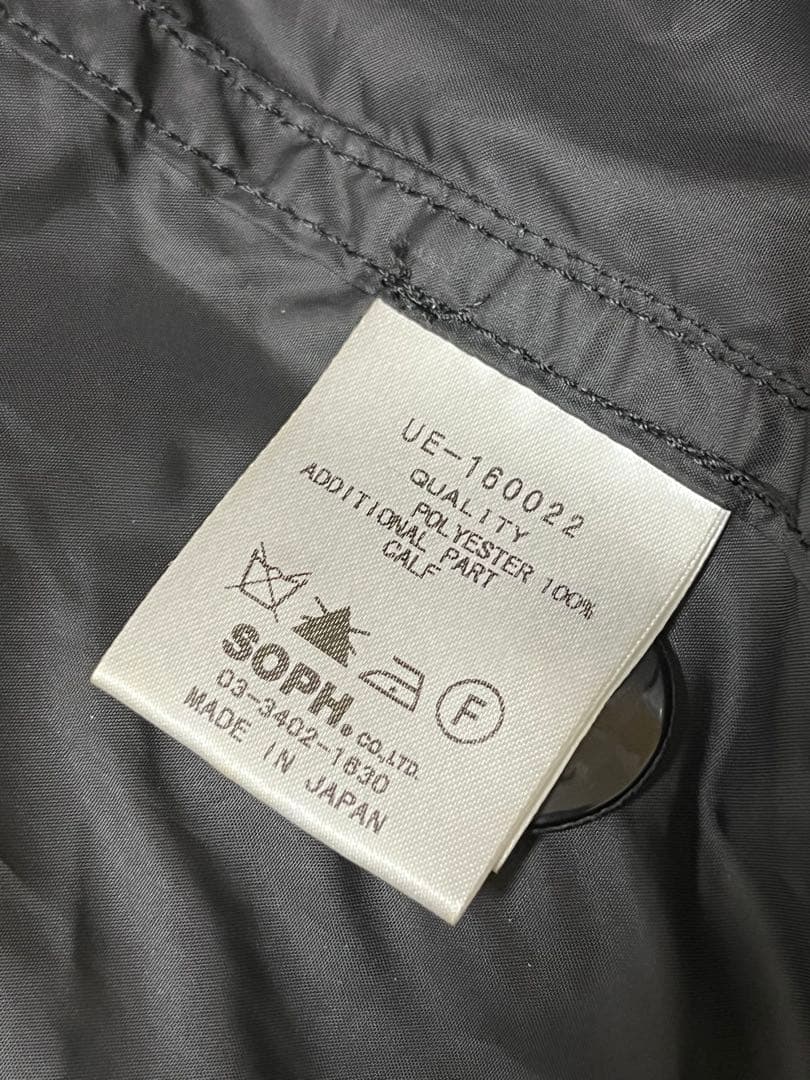 UE-160022
QUALITY
POLYESTER 100%
ADDITIONAL PART
CALF
F
SOPH. CO.,LTD.
03-3402-1630
MADE IN JAPAN